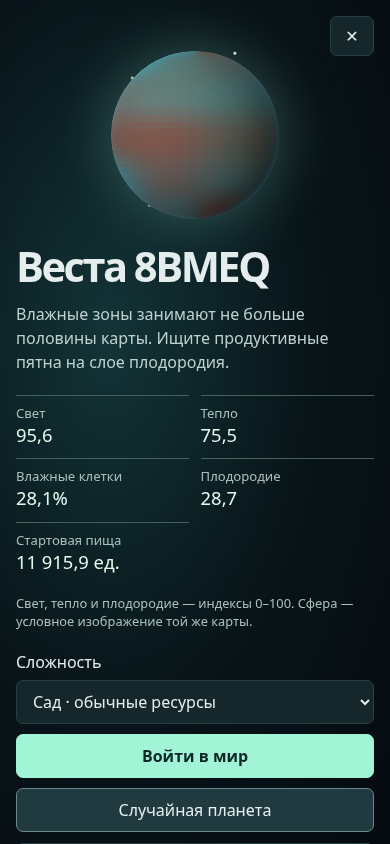 ✕
Веста 8BMEQ
Влажные зоны занимают не больше
половины карты. Ищите продуктивные
пятна на слое плодородия.
Свет
95,6
Тепло
75,5
Влажные клетки
28,1%
Плодородие
28,7
Стартовая пища
11 915,9 ед.
Свет, тепло и плодородие — индексы 0–100. Сфера —
условное изображение той же карты.
Сложность
Сад · обычные ресурсы
Войти в мир
Случайная планета